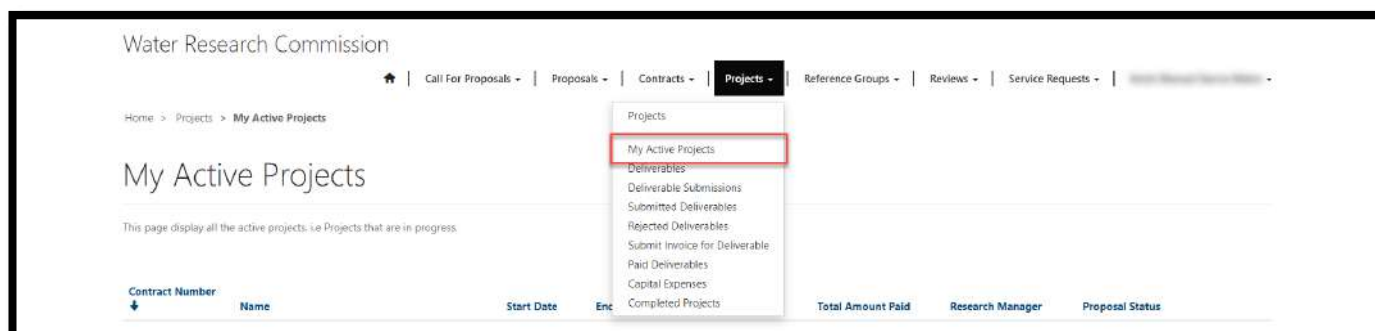 Water Research Commission
Call For Proposals | Proposals | Contracts | Projects | Reference Groups | Reviews | Service Requests |
Home > Projects > My Active Projects
My Active Projects
This page display all the active projects. i.e Projects that are in progress.
Projects
My Active Projects
Deliverables
Deliverable Submissions
Submitted Deliverables
Rejected Deliverables
Submit Invoice for Deliverable
Paid Deliverables
Capital Expenses
Completed Projects
Contract Number Name Start Date Total Amount Paid Research Manager Proposal Status